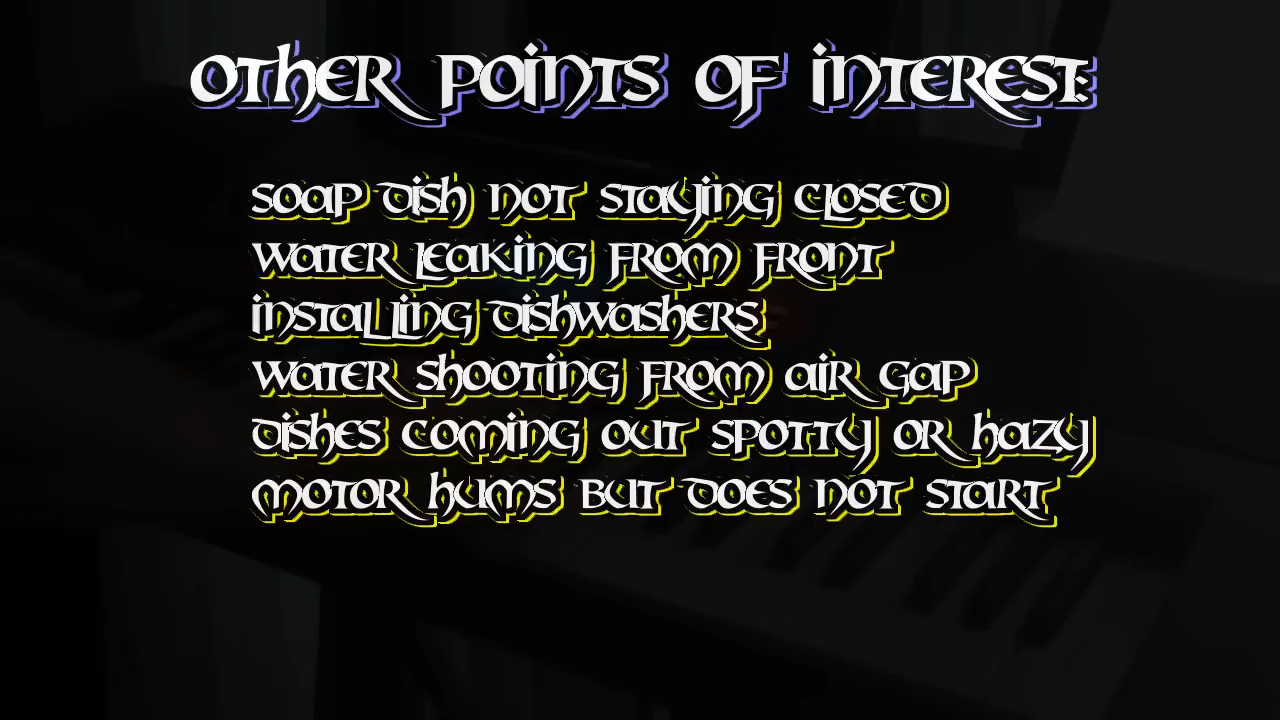 Other Points of Interest:
Soap dish not staying closed
Water leaking from front
Installing dishwashers
Water shooting from air gap
Dishes coming out spotty or hazy
Motor hums but does not start